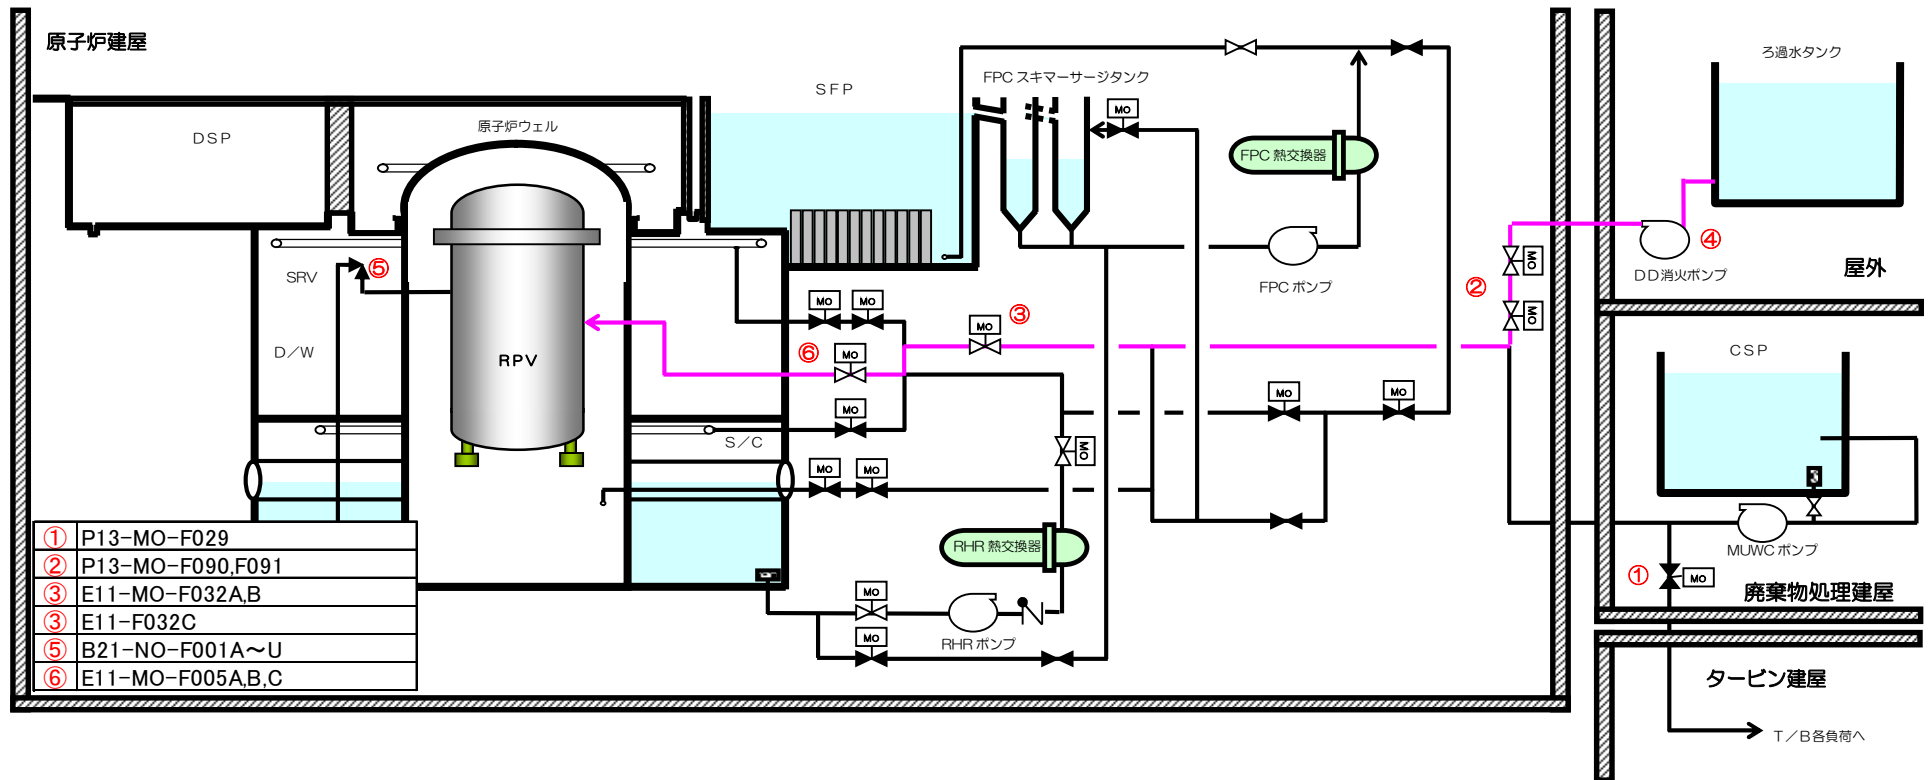 原子炉建屋
ろ過水タンク
FPC スキマーサージタンク
SFP
MO
原子炉ウェル
DSP
FPC 熱交換器
④
DD消火ポンプ
屋外
SRV
⑤
FPC ポンプ
②
MO
MO
MO
MO
③
MO
D/W
⑥
MO
RPV
CSP
MO
MO
MO
S/C
MO
MO
MO
① P13-MO-F029
② P13-MO-F090,F091
③ E11-MO-F032A,B
③ E11-F032C
⑤ B21-NO-F001A~U
⑥ E11-MO-F005A,B,C
RHR 熱交換器
MUWC ポンプ
①
MO
廃棄物処理建屋
MO
MO
RHR ポンプ
タービン建屋
T/B各負荷へ